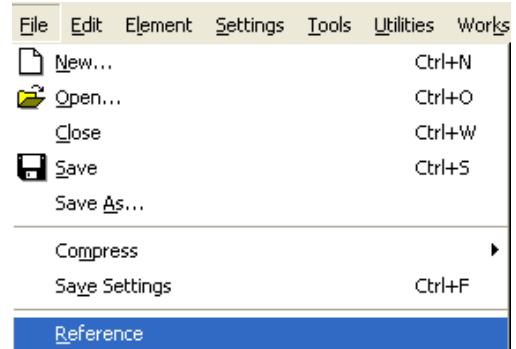 File Edit Element Settings Tools Utilities Works
New... Ctrl+N
Open... Ctrl+O
Close Ctrl+W
Save Ctrl+S
Save As...
Compress
Save Settings Ctrl+F
Reference